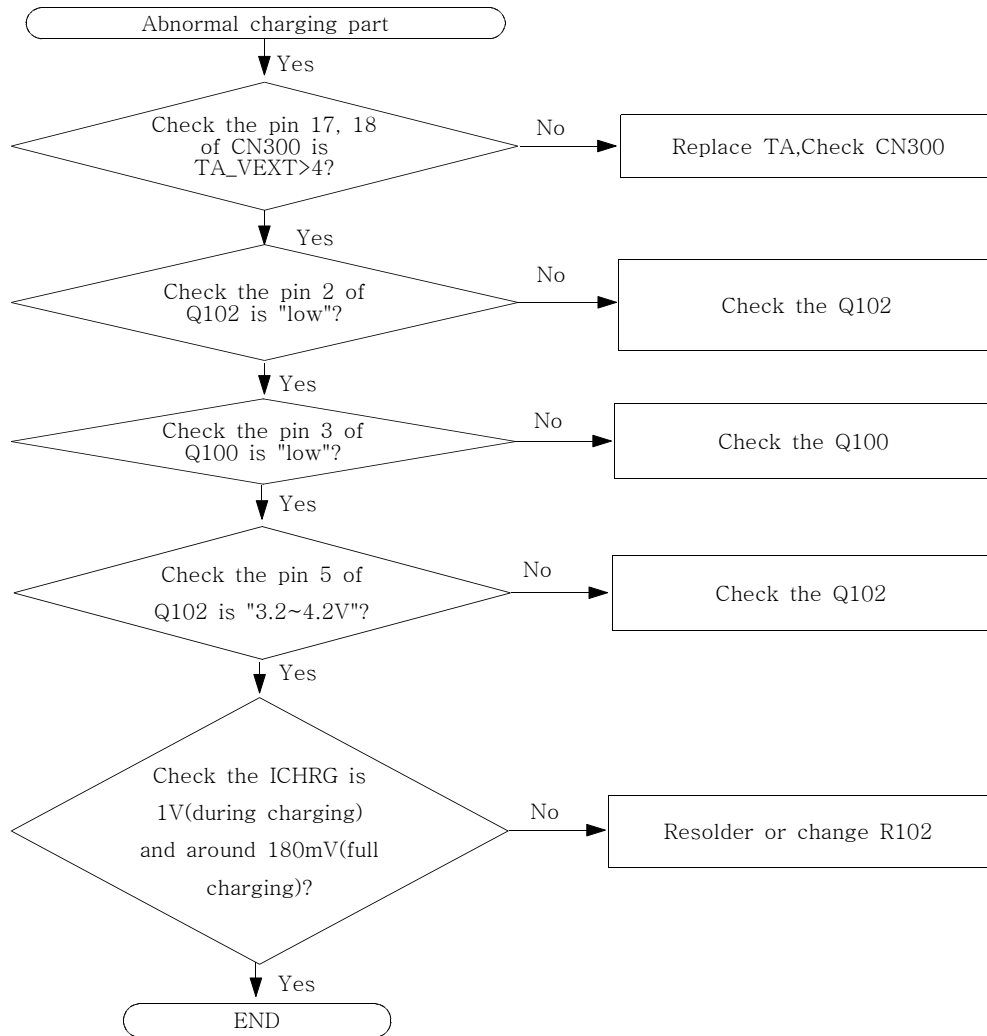 Abnormal charging part
Yes
Check the pin 17, 18
of CN300 is
TA_VEXT>4?
No
Replace TA,Check CN300
Yes
Check the pin 2 of
Q102 is "low"?
No
Check the Q102
Yes
Check the pin 3 of
Q100 is "low"?
No
Check the Q100
Yes
Check the pin 5 of
Q102 is "3.2~4.2V"?
No
Check the Q102
Yes
Check the ICHRG is
1V(during charging)
and around 180mV(full
charging)?
No
Resolder or change R102
Yes
END